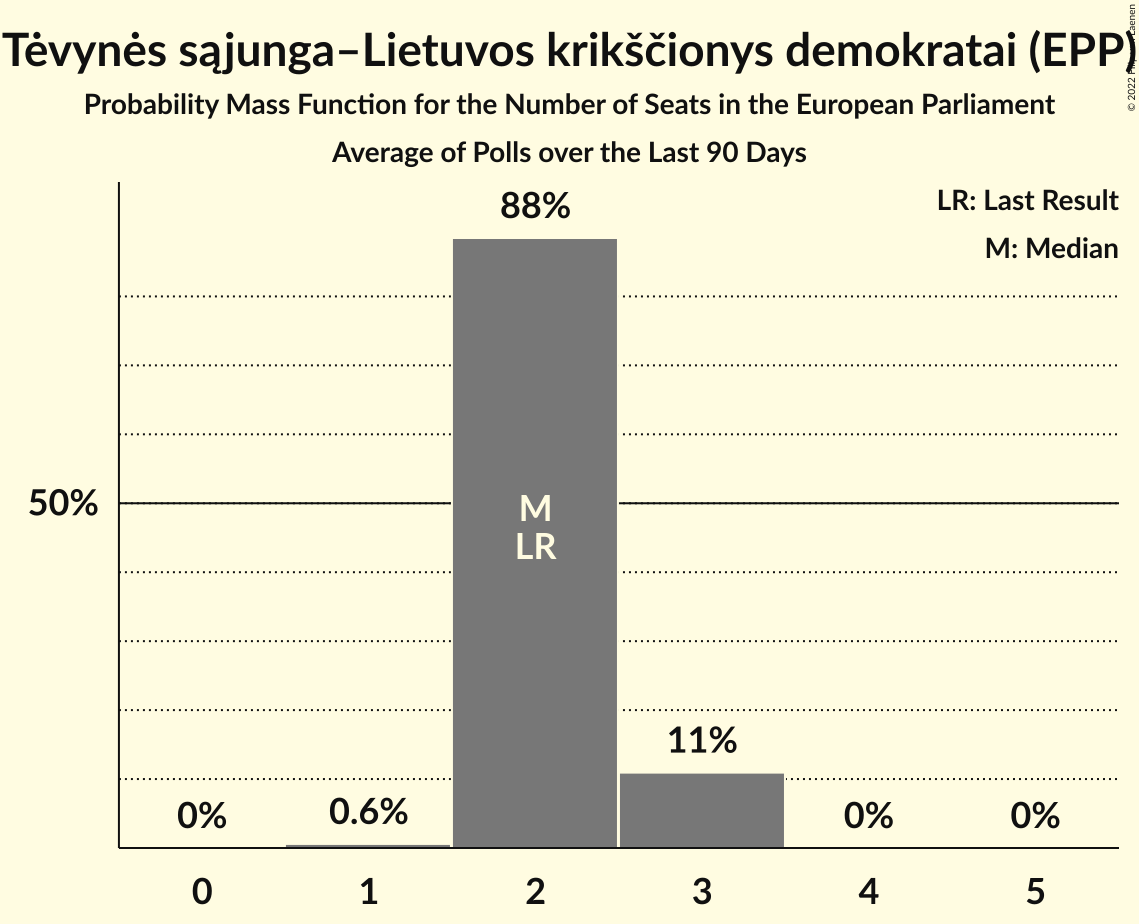 Tėvynės sąjunga–Lietuvos krikščionys demokratai (EPP)
Probability Mass Function for the Number of Seats in the European Parliament
Average of Polls over the Last 90 Days
© 2022 Laenen
LR: Last Result
M: Median
88%
50%
M
LR
11%
0%
0.6%
0%
0%
0
1
2
3
4
5